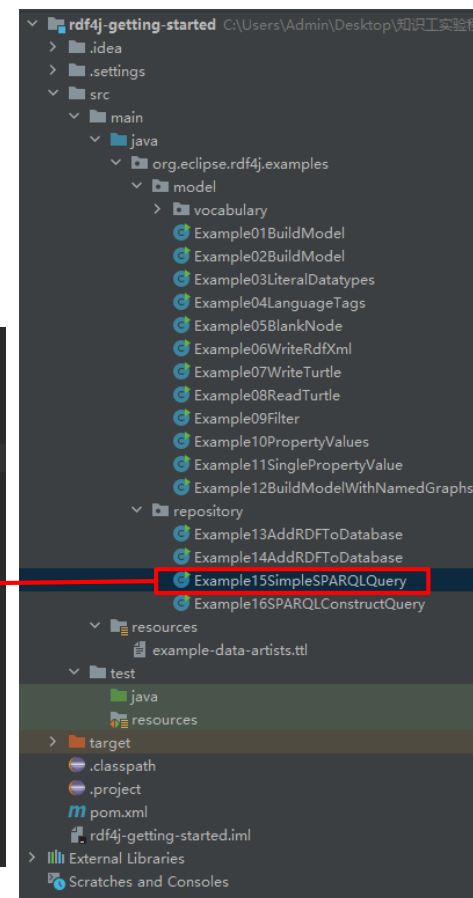 rdf4j-getting-started C:\Users\Admin\Desktop\知识工实验程
.idea
.settings
src
main
java
org.eclipse.rdf4j.examples
model
vocabulary
Example01BuildModel
Example02BuildModel
Example03LiteralDatatypes
Example04LanguageTags
Example05BlankNode
Example06WriteRdfXml
Example07WriteTurtle
Example08ReadTurtle
Example09Filter
Example10PropertyValues
Example11SinglePropertyValue
Example12BuildModelWithNamedGraphs
repository
Example13AddRDFToDatabase
Example14AddRDFToDatabase
Example15SimpleSPARQLQuery
Example16SPARQLConstructQuery
resources
example-data-artists.ttl
test
java
resources
target
.classpath
.project
pom.xml
rdf4j-getting-started.iml
External Libraries
Scratches and Consoles